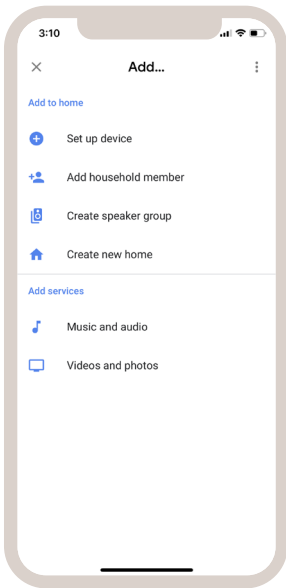 3:10
Add...
Add to home
Set up device
Add household member
Create speaker group
Create new home
Add services
Music and audio
Videos and photos